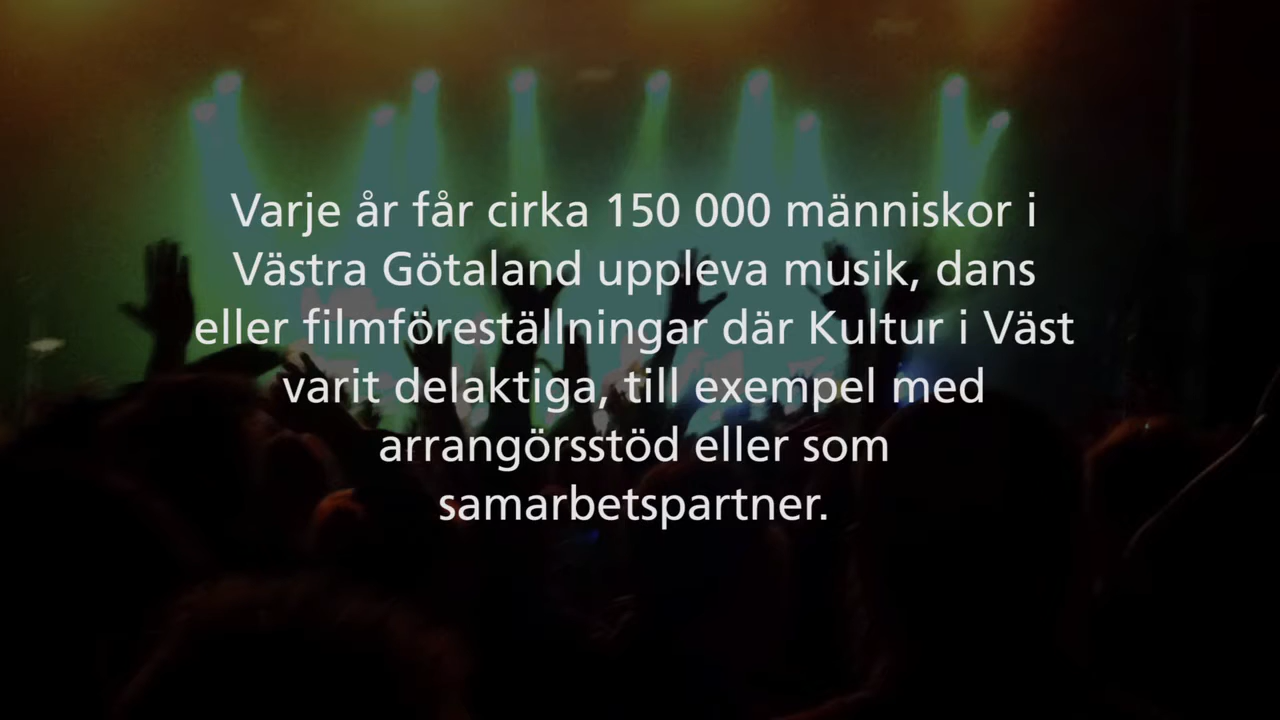 Varje år får cirka 150 000 människor i
Västra Götaland uppleva musik, dans
eller filmföreställningar där Kultur i Väst
varit delaktiga, till exempel med
arrangörsstöd eller som
samarbetspartner.